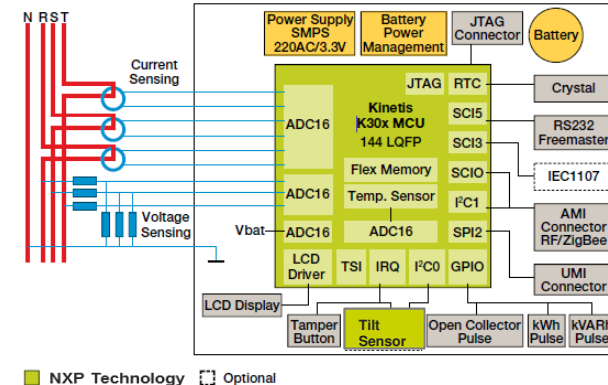 N R S T
Power Supply
SMPS
220AC/3.3V
Battery
Power
Management
JTAG
Connector
Battery
Current
Sensing
JTAG
RTC
Crystal
Kinetis
K30x MCU
144 LQFP
ADC16
SCI5
RS232
Freemaster
SCI3
IEC1107
Flex Memory
SCIO
Temp. Sensor
ADC16
I²C1
AMI
Connector
RF/ZigBee
Voltage
Sensing
Vbat
ADC16
ADC16
SPI2
LCD
Driver
TSI
IRQ
I²C0
GPIO
UMI
Connector
LCD Display
Tamper
Button
Tilt
Sensor
Open Collector
Pulse
kWh
Pulse
kVARh
Pulse
NXP Technology
Optional